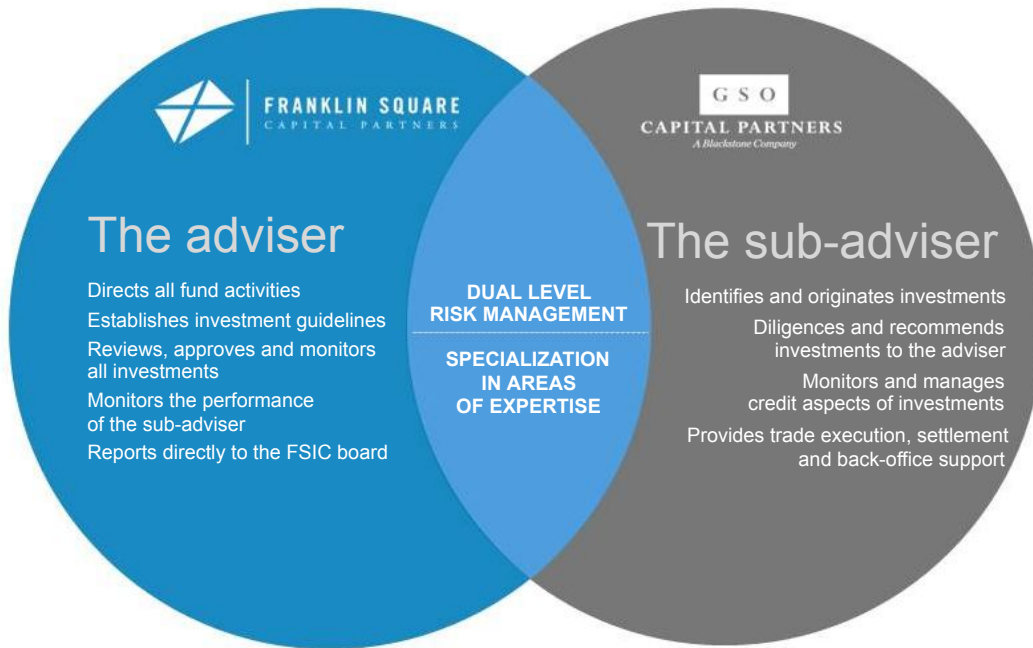 FRANKLIN SQUARE
CAPITAL PARTNERS
The adviser
Directs all fund activities
Establishes investment guidelines
Reviews, approves and monitors
all investments
Monitors the performance
of the sub-adviser
Reports directly to the FSIC board
DUAL LEVEL
RISK MANAGEMENT
SPECIALIZATION
IN AREAS
OF EXPERTISE
GSO
CAPITAL PARTNERS
A Blackstone Company
The sub-adviser
Identifies and originates investments
Diligences and recommends
investments to the adviser
Monitors and manages
credit aspects of investments
Provides trade execution, settlement
and back-office support